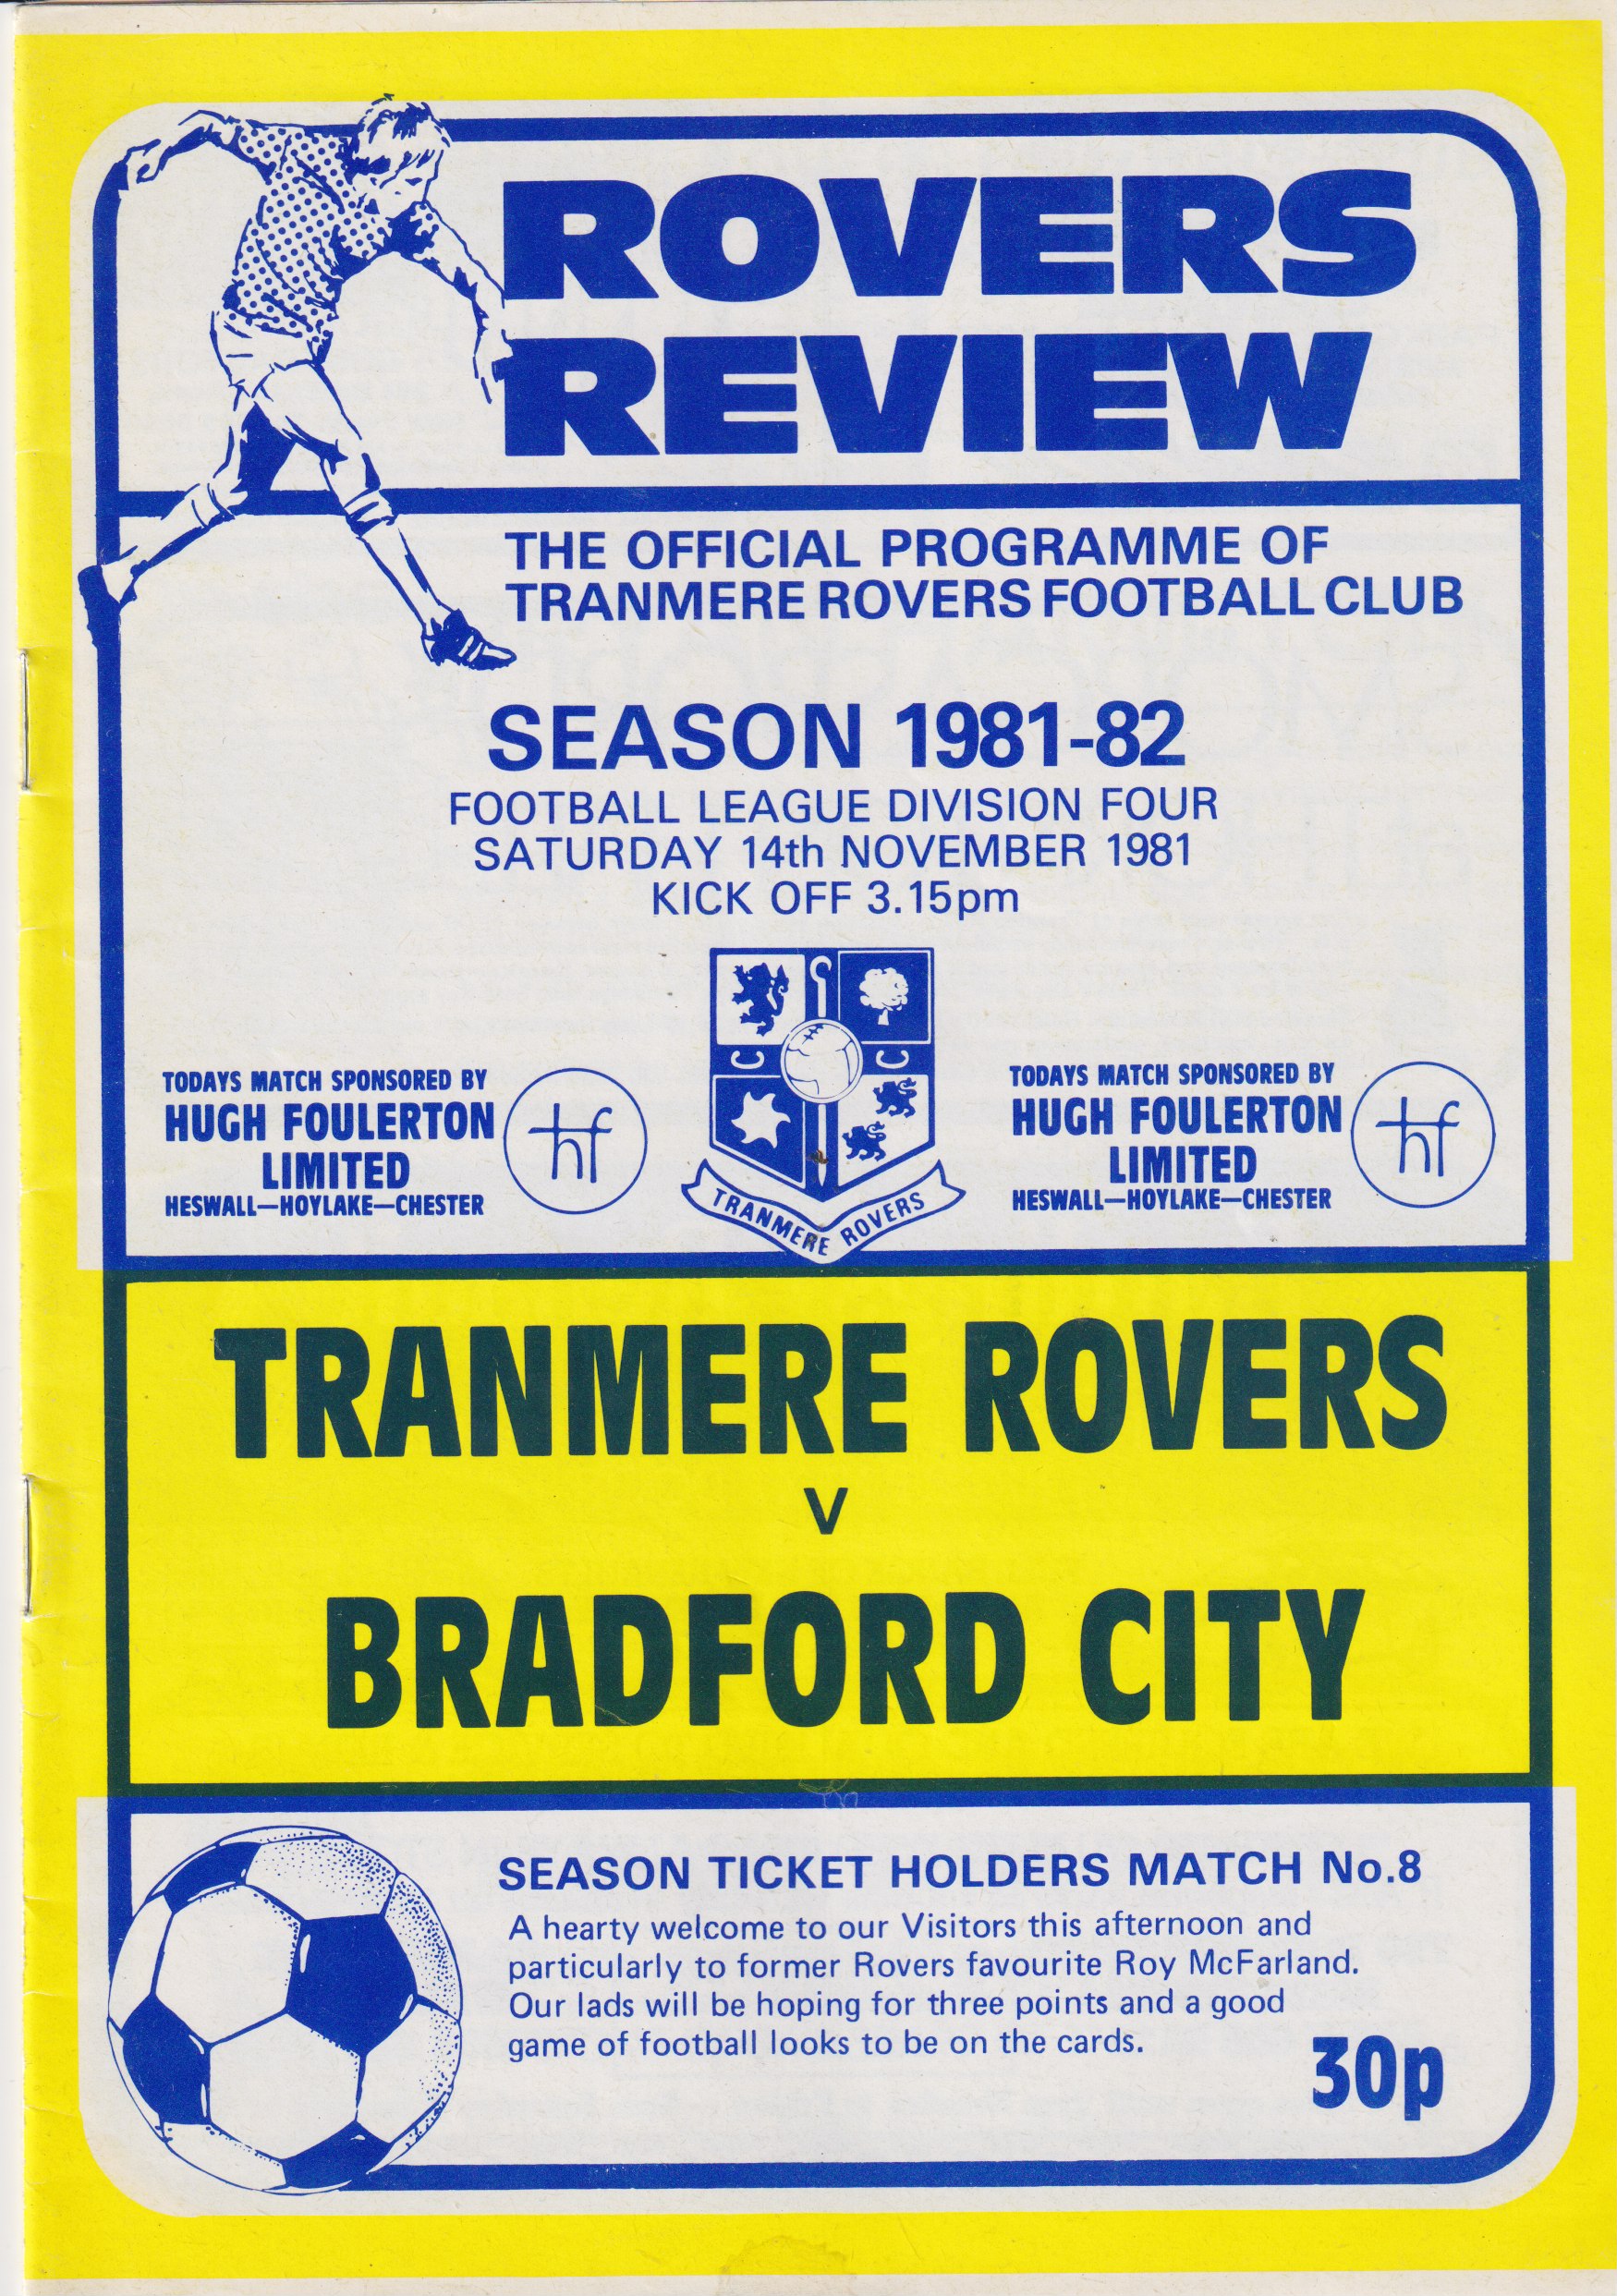 ROVERS
REVIEW
THE OFFICIAL PROGRAMME OF
TRANMERE ROVERS FOOTBALL CLUB
SEASON 1981-82
FOOTBALL LEAGUE DIVISION FOUR
SATURDAY 14th NOVEMBER 1981
KICK OFF 3.15pm
TODAYS MATCH SPONSORED BY
HUGH FOULERTON
LIMITED
HESWALL—HOYLAKE—CHESTER
hf
C C
TRANMERE ROVERS
TODAYS MATCH SPONSORED BY
HUGH FOULERTON
LIMITED
HESWALL—HOYLAKE—CHESTER
hf
TRANMERE ROVERS
V
BRADFORD CITY
SEASON TICKET HOLDERS MATCH No.8
A hearty welcome to our Visitors this afternoon and
particularly to former Rovers favourite Roy McFarland.
Our lads will be hoping for three points and a good
game of football looks to be on the cards.
30p